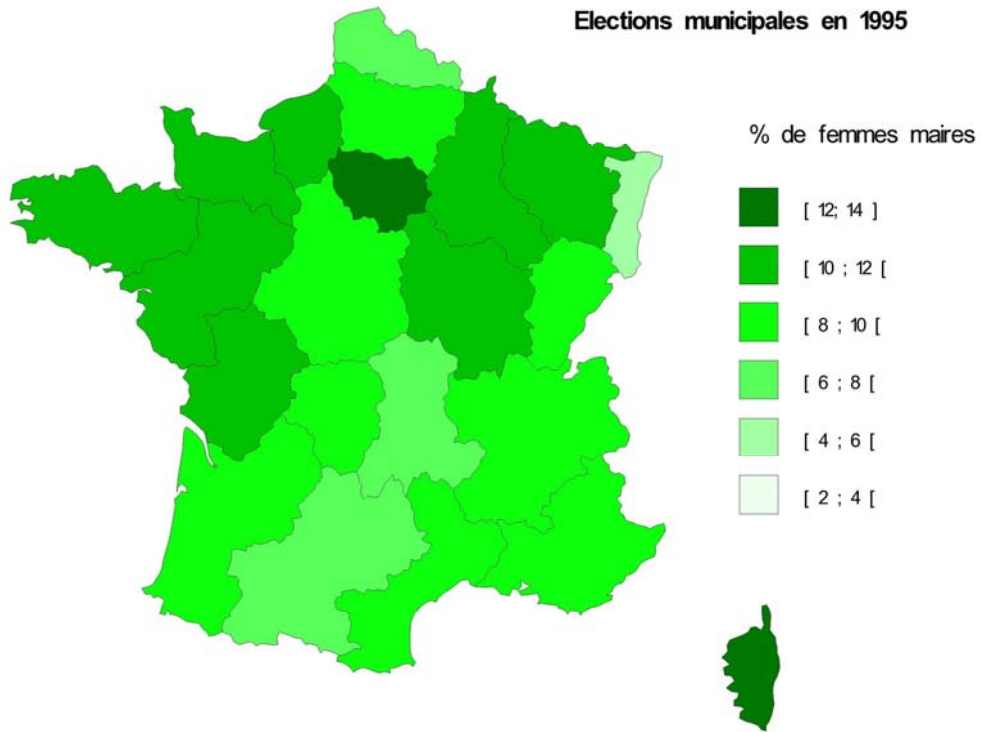 Elections municipales en 1995
% de femmes maires
[ 12; 14 ]
[ 10 ; 12 [
[ 8 ; 10 [
[ 6 ; 8 [
[ 4 ; 6 [
[ 2 ; 4 [